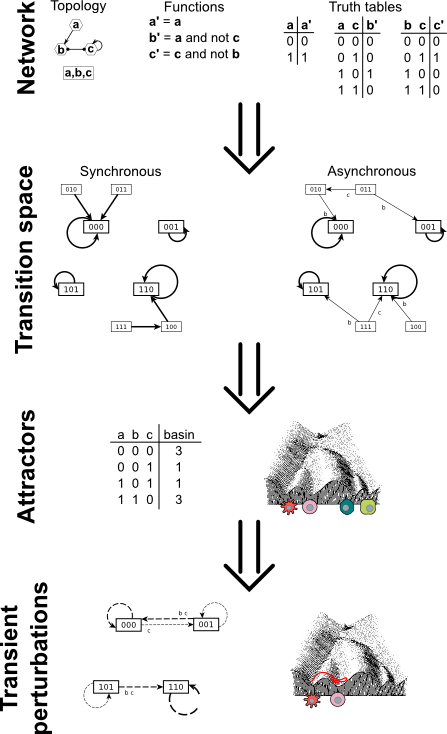 Network
Topology
a
b
c
a,b,c
Functions
a' = a
b' = a and not c
c' = c and not b
Truth tables
a a'
0 0
1 1
a c b'
0 0 0
0 1 0
1 0 1
1 1 0
b c c'
0 0 0
0 1 1
1 0 0
1 1 0
Transition space
Synchronous
010
011
000
001
101
110
111
100
Asynchronous
010
011
c
b
b
000
001
101
110
b
c
b
111
100
Attractors
a b c basin
0 0 0 3
0 0 1 1
1 0 1 1
1 1 0 3
Transient
perturbations
b c
000
001
c
101
110
b c